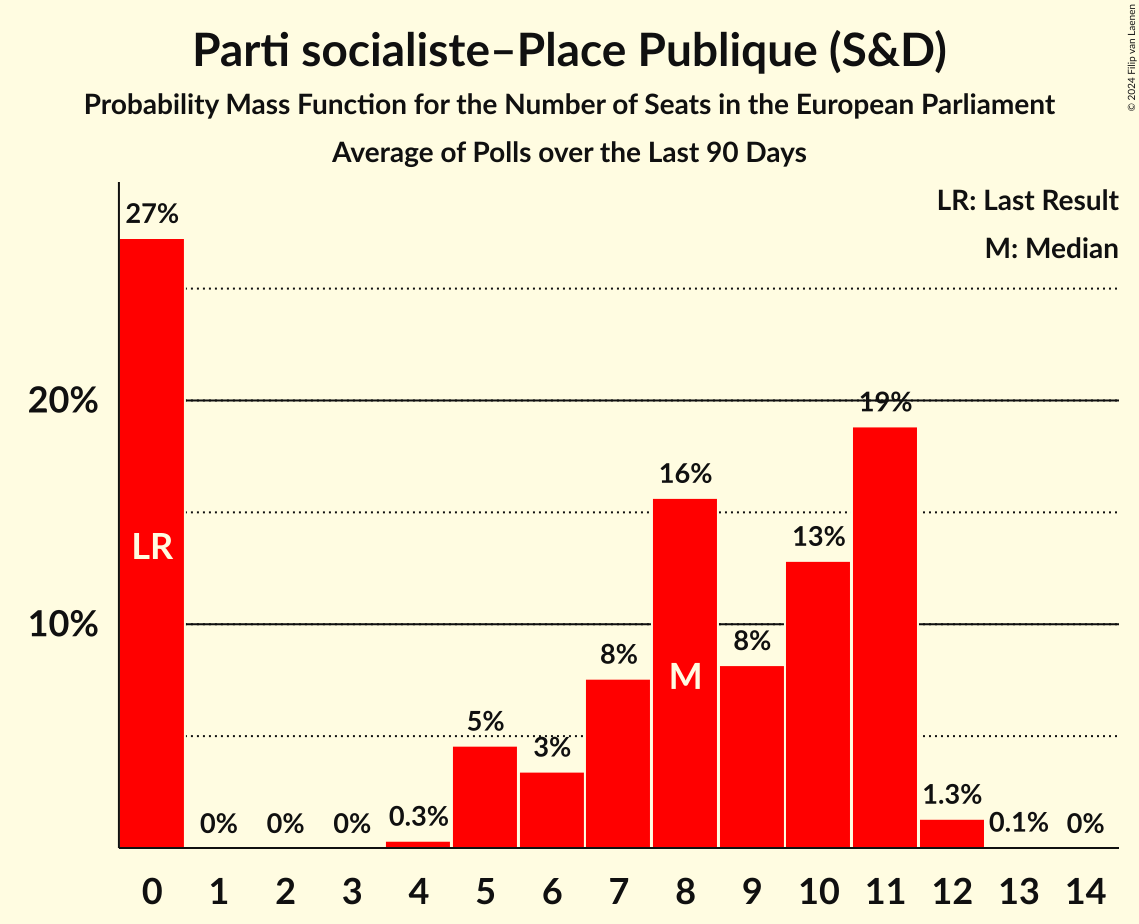 Parti socialiste–Place Publique (S&D)
Probability Mass Function for the Number of Seats in the European Parliament
Average of Polls over the Last 90 Days
© 2024 Filip van Laenen
LR: Last Result
M: Median
20%
10%
27%
0%
0%
0%
0.3%
5%
3%
8%
16%
8%
13%
19%
1.3%
0.1%
0%
LR
M
0 1 2 3 4 5 6 7 8 9 10 11 12 13 14